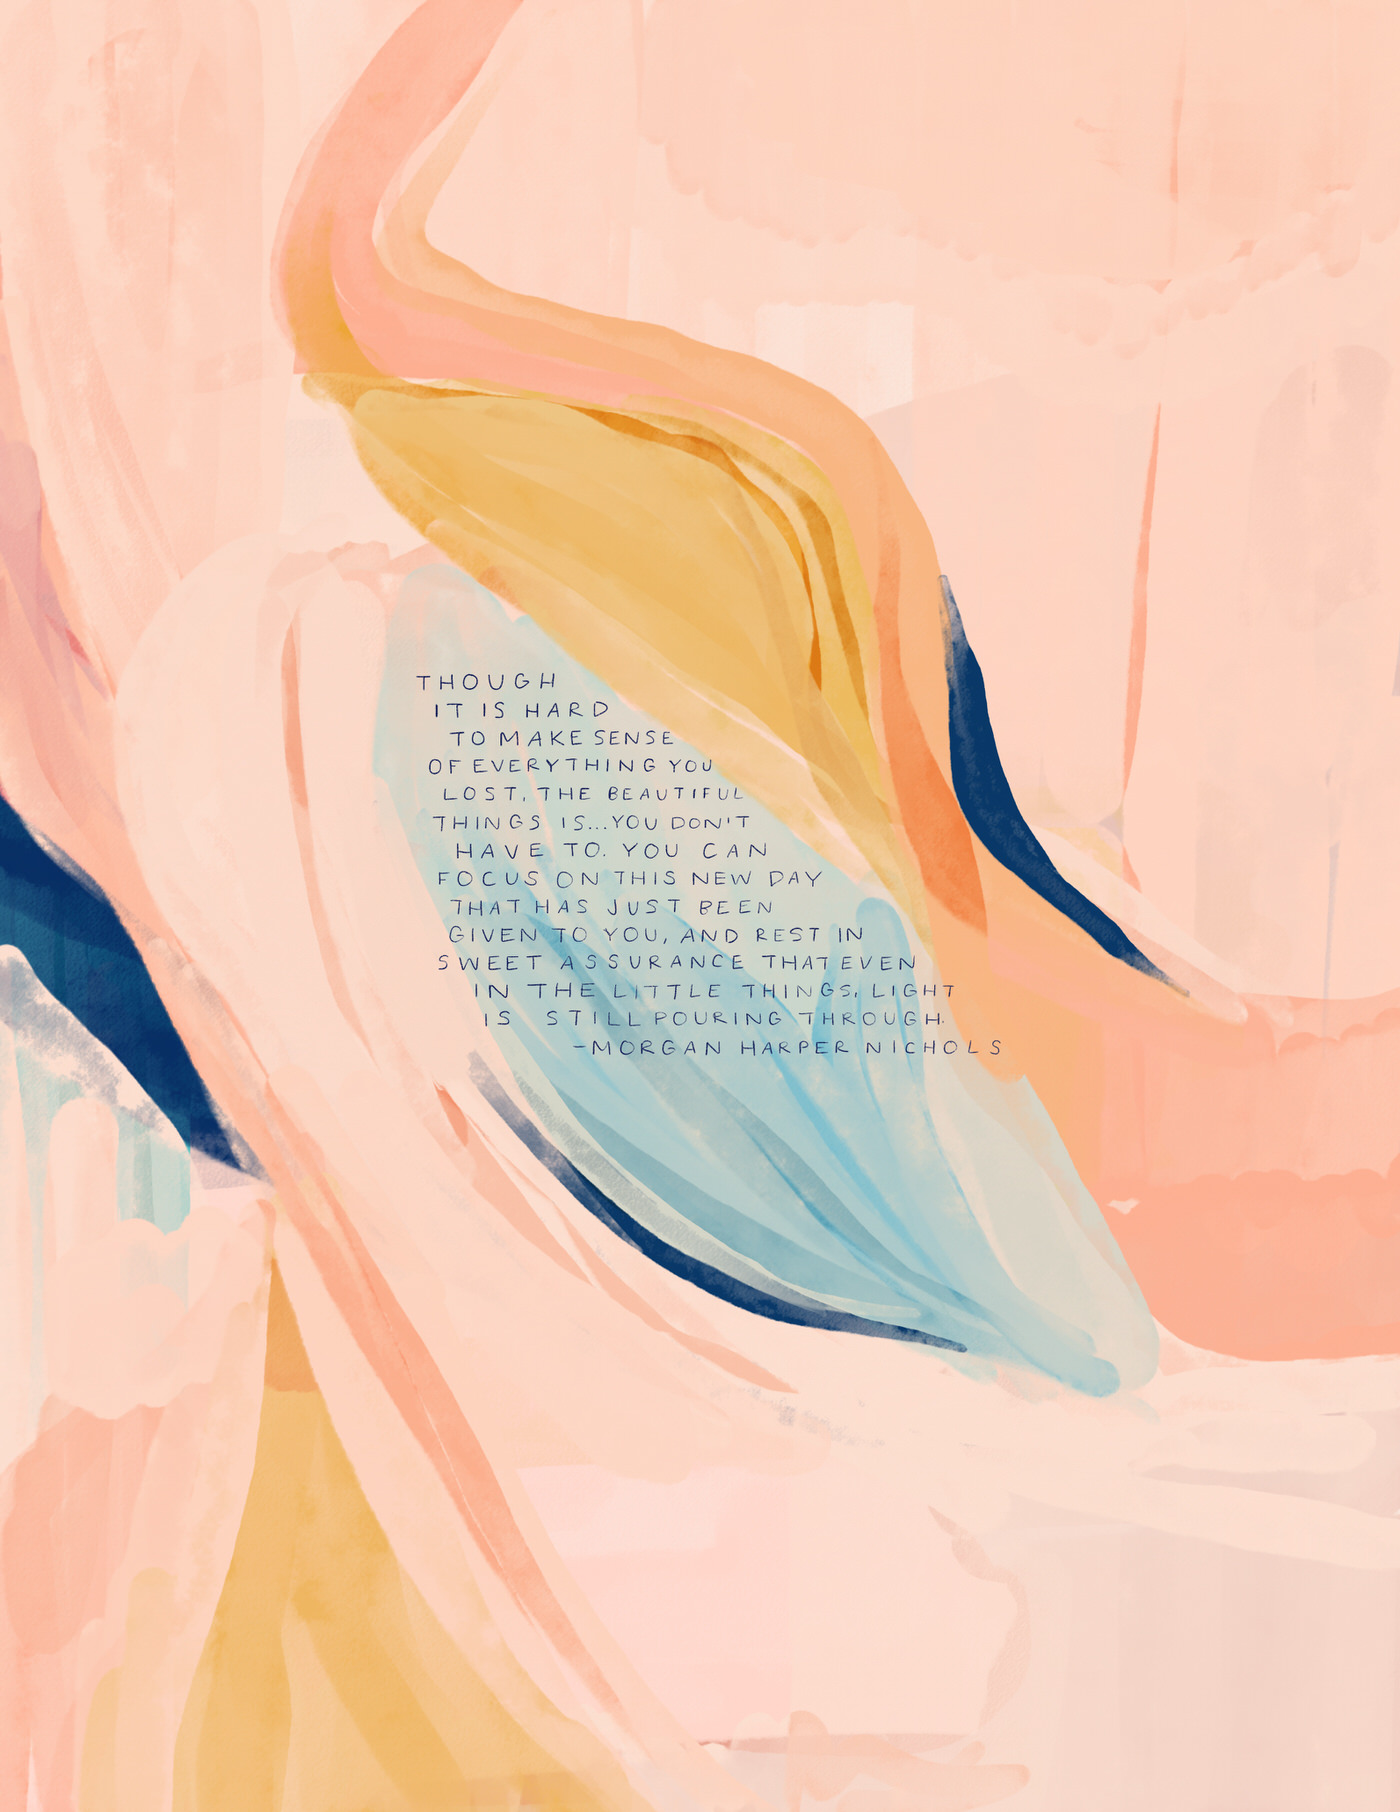 THOUGH
IT IS HARD
TO MAKE SENSE
OF EVERYTHING YOU
LOST, THE BEAUTIFUL
THINGS IS...YOU DON'T
HAVE TO. YOU CAN
FOCUS ON THIS NEW DAY
THAT HAS JUST BEEN
GIVEN TO YOU, AND REST IN
SWEET ASSURANCE THAT EVEN
IN THE LITTLE THINGS, LIGHT
IS STILL POURING THROUGH.
-MORGAN HARPER NICHOLS